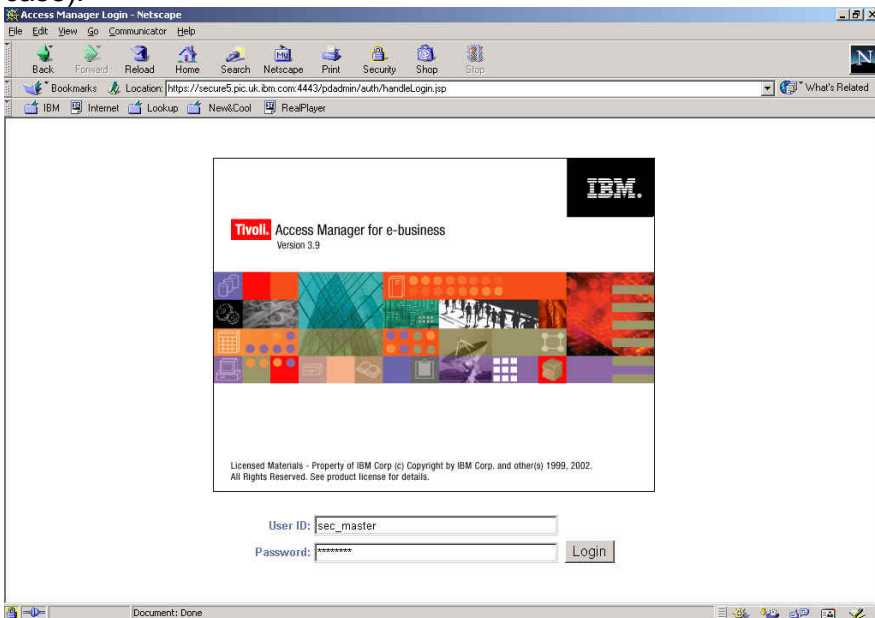 case).
Access Manager Login - Netscape
File Edit View Go Communicator Help
Back Forward Reload Home Search Netscape Print Security Shop Stop
Bookmarks Location: https://secure5.pic.uk.ibm.com:4443/pdadmin/auth/handleLogin.jsp What's Related
IBM Internet Lookup New&Cool RealPlayer
IBM.
Tivoli. Access Manager for e-business
Version 3.9
Licensed Materials - Property of IBM Corp (c) Copyright by IBM Corp. and other(s) 1999, 2002.
All Rights Reserved. See product license for details.
User ID: sec_master
Password: ********
Login
Document: Done